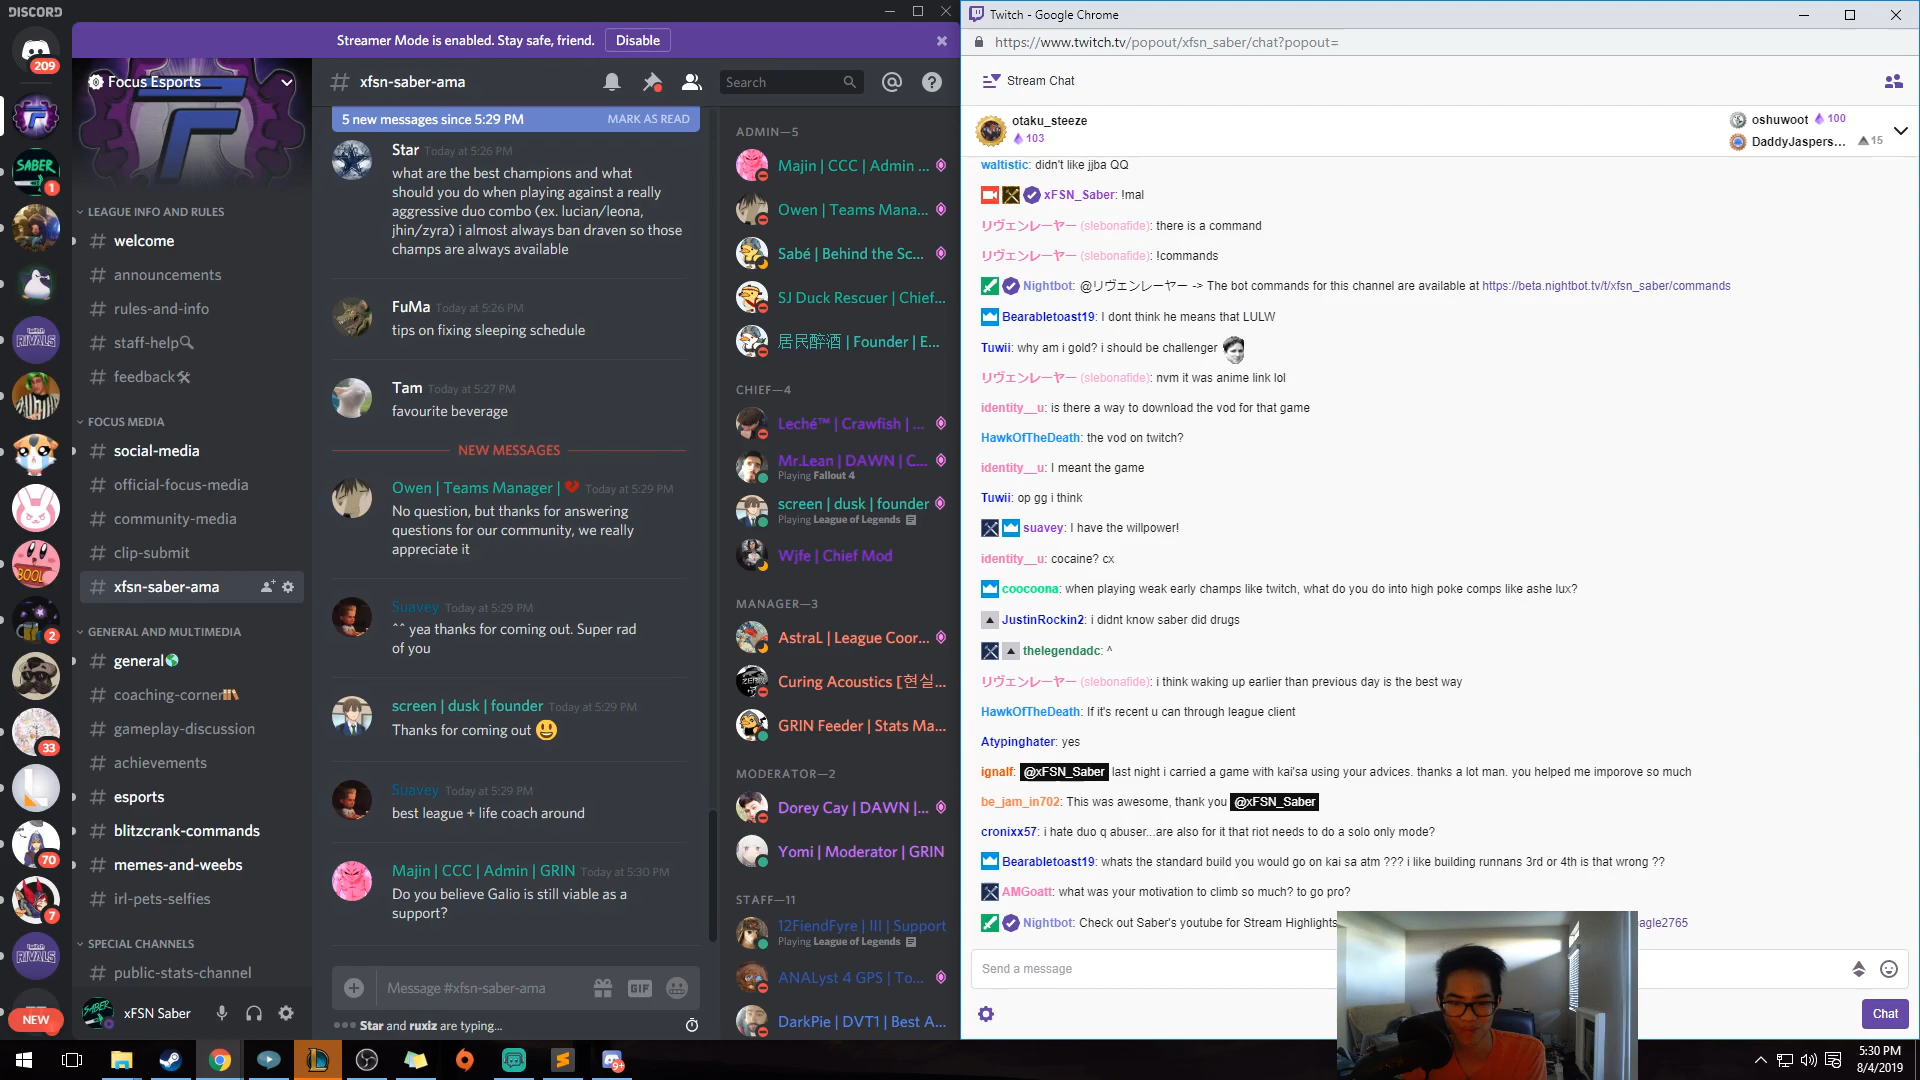 DISCORD
Streamer Mode is enabled. Stay safe, friend.
Disable
209
1
RIVALS
BOOL
2
33
70
7
RIVALS
NEW
Focus Esports
LEAGUE INFO AND RULES
# welcome
# announcements
# rules-and-info
# staff-help🔍
# feedback🛠
FOCUS MEDIA
# social-media
# official-focus-media
# community-media
# clip-submit
# xfsn-saber-ama
GENERAL AND MULTIMEDIA
# general🌎
# coaching-corner
# gameplay-discussion
# achievements
# esports
# blitzcrank-commands
# memes-and-weebs
# irl-pets-selfies
SPECIAL CHANNELS
# public-stats-channel
xFSN Saber
# xfsn-saber-ama
Search
5 new messages since 5:29 PM
MARK AS READ
Star Today at 5:26 PM
what are the best champions and what
should you do when playing against a really
aggressive duo combo (ex. lucian/leona,
jhin/zyra) i almost always ban draven so those
champs are always available
FuMa Today at 5:26 PM
tips on fixing sleeping schedule
Tam Today at 5:27 PM
favourite beverage
NEW MESSAGES
Owen | Teams Manager | 💔 Today at 5:29 PM
No question, but thanks for answering
questions for our community, we really
appreciate it
Suavey Today at 5:29 PM
^^ yea thanks for coming out. Super rad
of you
screen | dusk | founder Today at 5:29 PM
Thanks for coming out 😃
Suavey Today at 5:29 PM
best league + life coach around
Majin | CCC | Admin | GRIN Today at 5:30 PM
Do you believe Galio is still viable as a
support?
Message #xfsn-saber-ama
GIF
Star and ruxiz are typing...
ADMIN—5
Majin | CCC | Admin ...
Owen | Teams Mana...
Sabé | Behind the Sc...
SJ Duck Rescuer | Chief...
居民醉酒 | Founder | E...
CHIEF—4
Leché™ | Crawfish | ...
Mr.Lean | DAWN | C...
Playing Fallout 4
screen | dusk | founder
Playing League of Legends
Wjfe | Chief Mod
MANAGER—3
AstraL | League Coor...
Curing Acoustics [현실...
GRIN Feeder | Stats Ma...
MODERATOR—2
Dorey Cay | DAWN |...
Yomi | Moderator | GRIN
STAFF—11
12FiendFyre | III | Support
Playing League of Legends
ANALyst 4 GPS | To...
DarkPie | DVT1 | Best A...
Twitch - Google Chrome
https://www.twitch.tv/popout/xfsn_saber/chat?popout=
Stream Chat
otaku_steeze
103
oshuwoot 100
DaddyJaspers... 15
waltistic: didn't like jjba QQ
xFSN_Saber: !mal
リヴェンレーヤー (slebonafide): there is a command
リヴェンレーヤー (slebonafide): !commands
Nightbot: @リヴェンレーヤー -> The bot commands for this channel are available at https://beta.nightbot.tv/t/xfsn_saber/commands
Bearabletoast19: I dont think he means that LULW
Tuwii: why am i gold? i should be challenger
リヴェンレーヤー (slebonafide): nvm it was anime link lol
identity__u: is there a way to download the vod for that game
HawkOfTheDeath: the vod on twitch?
identity__u: I meant the game
Tuwii: op gg i think
suavey: I have the willpower!
identity__u: cocaine? cx
coocoona: when playing weak early champs like twitch, what do you do into high poke comps like ashe lux?
JustinRockin2: i didnt know saber did drugs
thelegendadc: ^
リヴェンレーヤー (slebonafide): i think waking up earlier than previous day is the best way
HawkOfTheDeath: If it's recent u can through league client
Atypinghater: yes
ignalf: @xFSN_Saber last night i carried a game with kai'sa using your advices. thanks a lot man. you helped me imporove so much
be_jam_in702: This was awesome, thank you @xFSN_Saber
cronixx57: i hate duo q abuser...are also for it that riot needs to do a solo only mode?
Bearabletoast19: whats the standard build you would go on kai sa atm ??? i like building runnans 3rd or 4th is that wrong ??
AMGoatt: what was your motivation to climb so much? to go pro?
Nightbot: Check out Saber's youtube for Stream Highlights agle2765
Send a message
Chat
9+
5:30 PM
8/4/2019